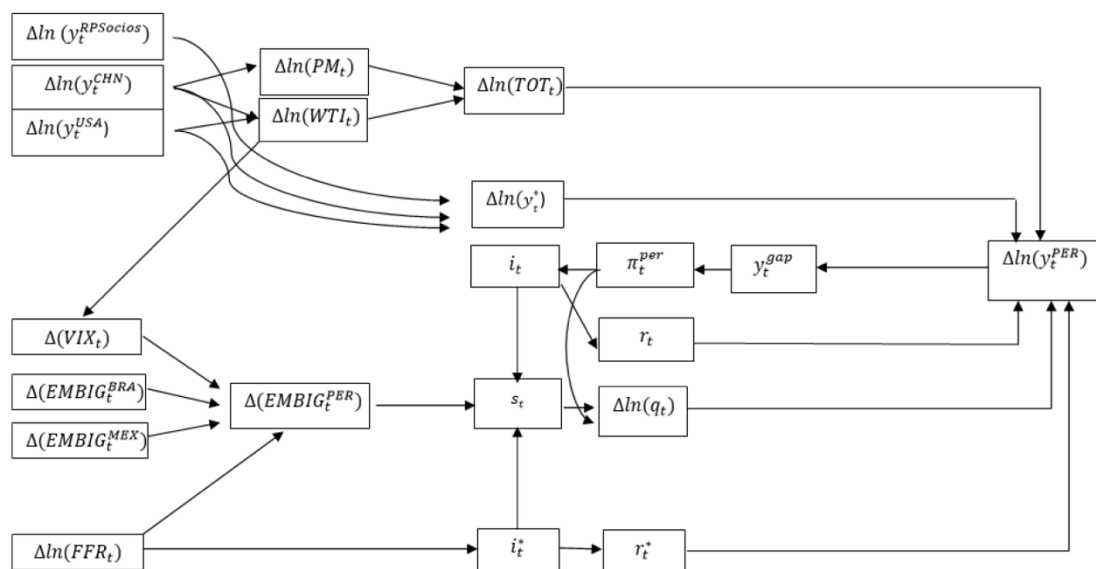 Δln (y_t^{RPSocios})
Δln(y_t^{CHN})
Δln(y_t^{USA})
Δln(PM_t)
Δln(WTI_t)
Δln(TOT_t)
Δln(y_t^*)
i_t
π_t^{per}
y_t^{gap}
Δln(y_t^{PER})
Δ(VIX_t)
r_t
Δ(EMBIG_t^{BRA})
Δ(EMBIG_t^{PER})
s_t
Δln(q_t)
Δ(EMBIG_t^{MEX})
Δln(FFR_t)
i_t^*
r_t^*